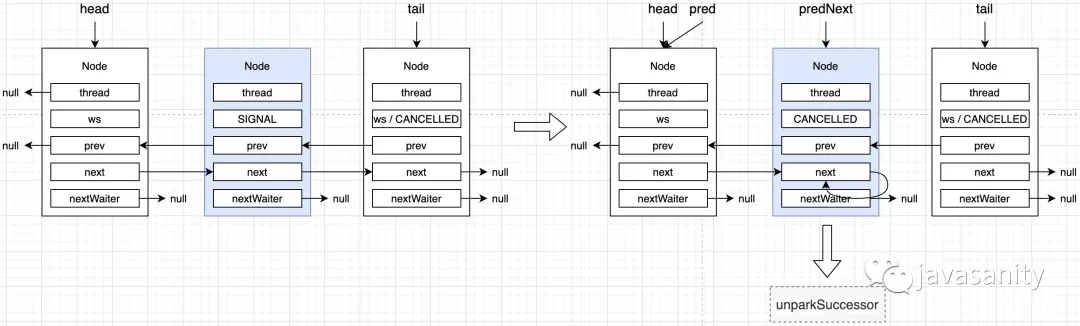 head
tail
head
pred
predNext
tail
Node
Node
Node
Node
Node
Node
null
thread
thread
thread
null
thread
thread
thread
ws
SIGNAL
ws / CANCELLED
ws
CANCELLED
ws / CANCELLED
null
prev
prev
prev
null
prev
prev
prev
next
next
next
null
next
next
next
null
nextWaiter
null
nextWaiter
null
nextWaiter
null
nextWaiter
null
nextWaiter
null
nextWaiter
null
javasanity
unparkSuccessor